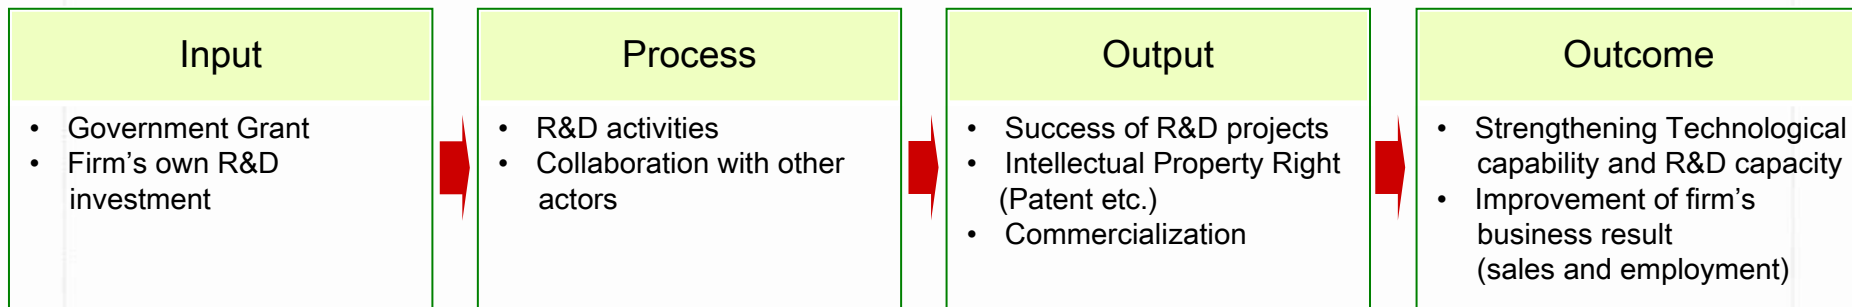 Input
• Government Grant
• Firm’s own R&D
investment
Process
• R&D activities
• Collaboration with other
actors
Output
• Success of R&D projects
• Intellectual Property Right
(Patent etc.)
• Commercialization
Outcome
• Strengthening Technological
capability and R&D capacity
• Improvement of firm’s
business result
(sales and employment)